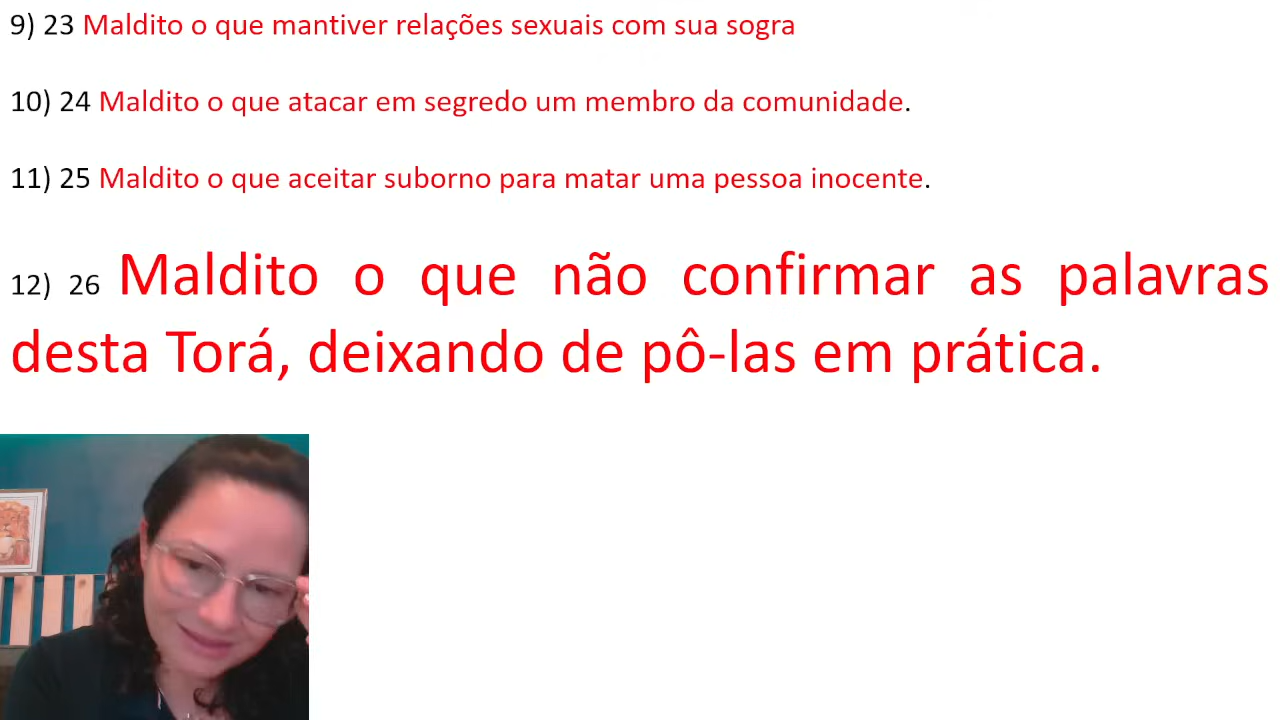 9) 23 Maldito o que mantiver relações sexuais com sua sogra
10) 24 Maldito o que atacar em segredo um membro da comunidade.
11) 25 Maldito o que aceitar suborno para matar uma pessoa inocente.
12) 26 Maldito o que não confirmar as palavras
desta Torá, deixando de pô-las em prática.